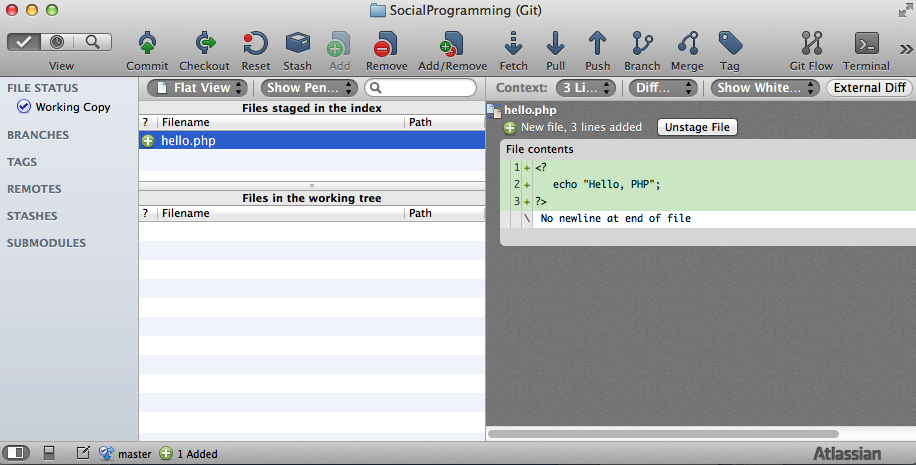 SocialProgramming (Git)
View Commit Checkout Reset Stash Add Remove Add/Remove Fetch Pull Push Branch Merge Tag Git Flow Terminal
FILE STATUS
Working Copy
BRANCHES
TAGS
REMOTES
STASHES
SUBMODULES
Flat View Show Pen...
Files staged in the index
? Filename Path
hello.php
Files in the working tree
? Filename Path
Context: 3 Li... Diff... Show White... External Diff
hello.php
New file, 3 lines added Unstage File
File contents
1 + <?
2 + echo "Hello, PHP";
3 + ?>
\ No newline at end of file
master 1 Added
Atlassian